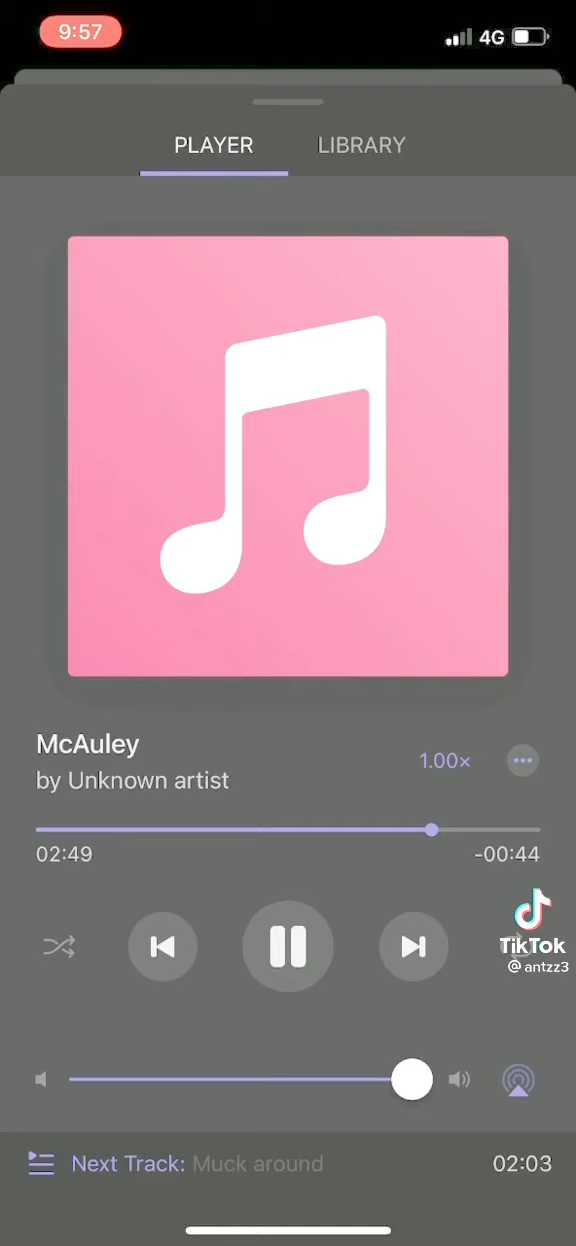 9:57
4G
PLAYER LIBRARY
McAuley
by Unknown artist
1.00×
02:49
-00:44
TikTok
@antzz3
Next Track: Muck around
02:03